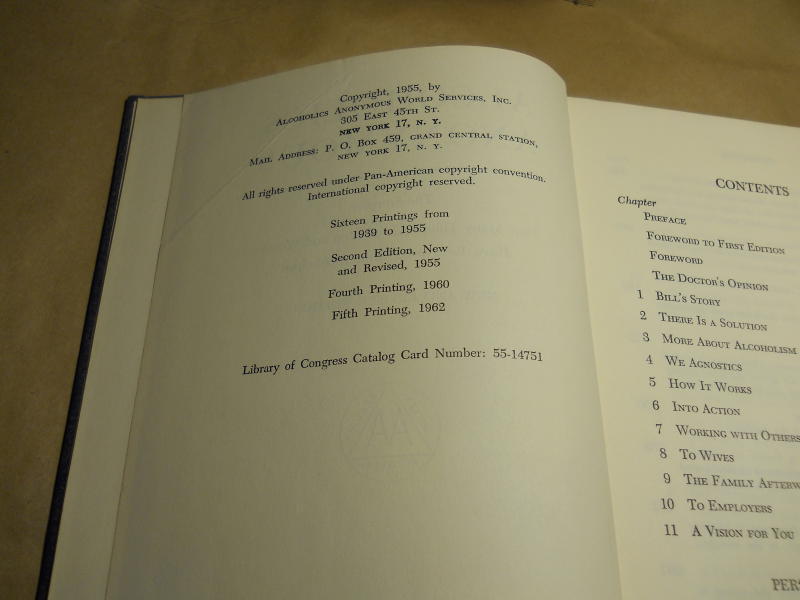 Copyright, 1955, by
Alcoholics Anonymous World Services, Inc.
305 East 45th St.
NEW YORK 17, N. Y.
Mail Address: P. O. Box 459, GRAND CENTRAL STATION,
NEW YORK 17, N. Y.
All rights reserved under Pan-American copyright convention.
International copyright reserved.
Sixteen Printings from
1939 to 1955
Second Edition, New
and Revised, 1955
Fourth Printing, 1960
Fifth Printing, 1962
Library of Congress Catalog Card Number: 55-14751
CONTENTS
Chapter
Preface
Foreword to First Edition
Foreword
The Doctor's Opinion
1 Bill's Story
2 There Is a Solution
3 More About Alcoholism
4 We Agnostics
5 How It Works
6 Into Action
7 Working with Others
8 To Wives
9 The Family Afterw
10 To Employers
11 A Vision for You
PERS